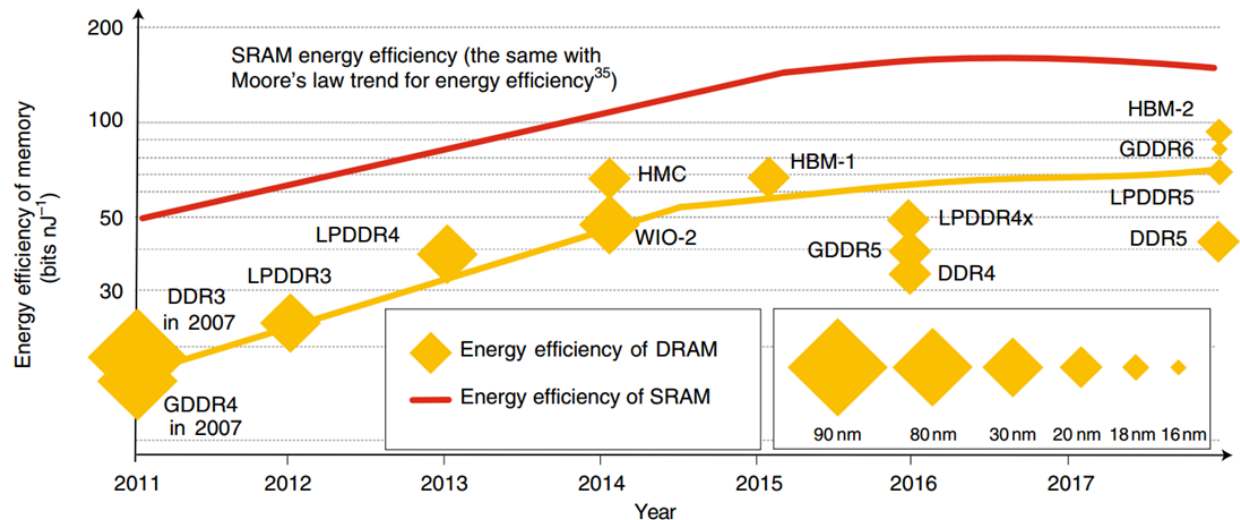 200
100
50
30
Energy efficiency of memory
(bits nJ⁻¹)
SRAM energy efficiency (the same with
Moore's law trend for energy efficiency³⁵)
HBM-2
GDDR6
HBM-1
HMC
LPDDR5
LPDDR4x
LPDDR4
WIO-2
GDDR5
DDR5
DDR4
LPDDR3
DDR3
in 2007
GDDR4
in 2007
Energy efficiency of DRAM
Energy efficiency of SRAM
90 nm 80 nm 30 nm 20 nm 18 nm 16 nm
2011 2012 2013 2014 2015 2016 2017
Year